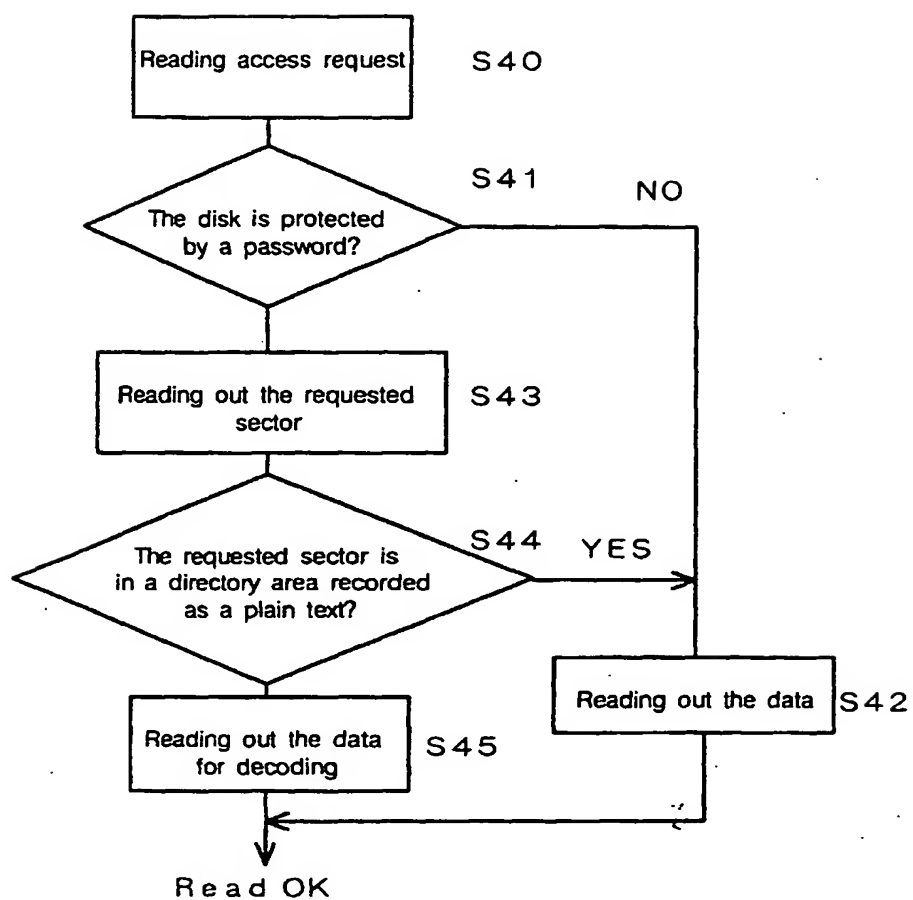 Reading access request
S40
S41
NO
The disk is protected
by a password?
Reading out the requested
sector
S43
S44
YES
The requested sector is
in a directory area recorded
as a plain text?
Reading out the data
S42
Reading out the data
for decoding
S45
Read OK